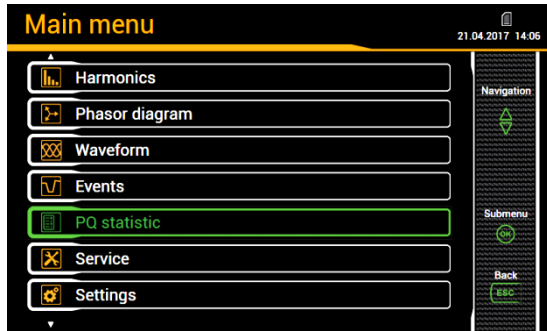 Main menu
21.04.2017 14:06
Harmonics
Phasor diagram
Waveform
Events
PQ statistic
Service
Settings
Navigation
Submenu
OK
Back
ESC